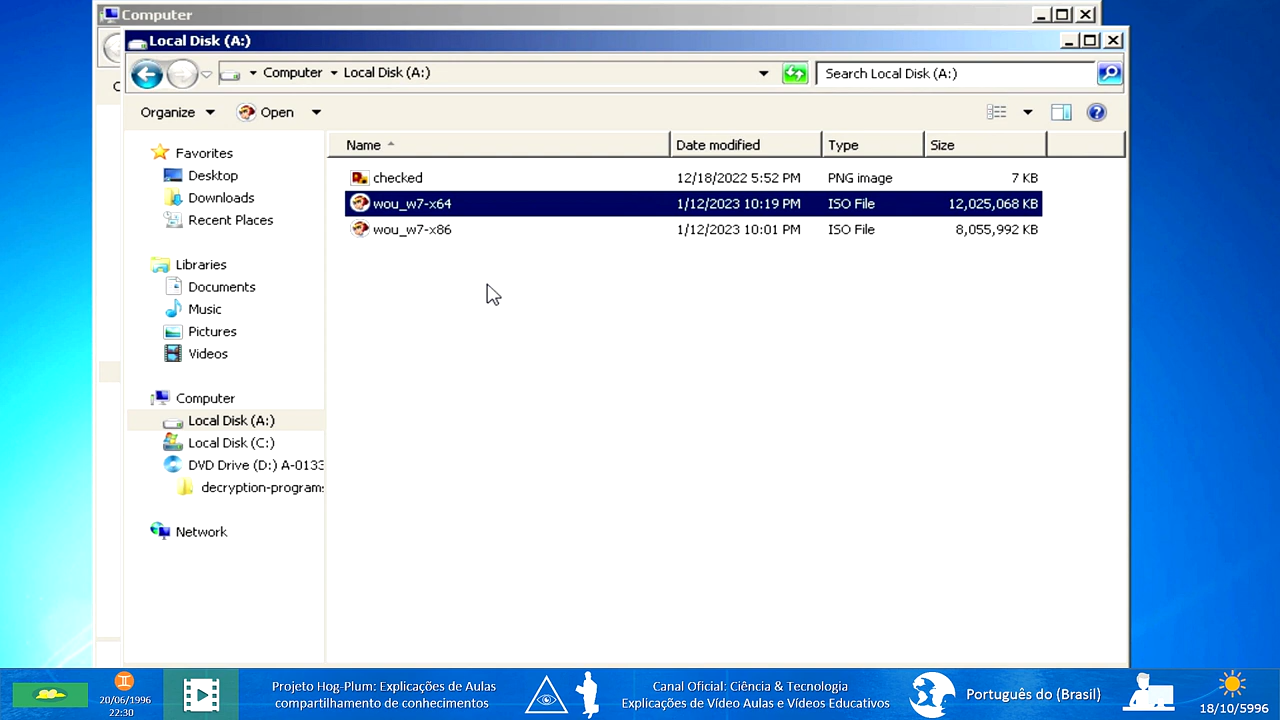 Computer
Local Disk (A:)
Computer Local Disk (A:)
Search Local Disk (A:)
Organize Open
Name Date modified Type Size
checked 12/18/2022 5:52 PM PNG image 7 KB
wou_w7-x64 1/12/2023 10:19 PM ISO File 12,025,068 KB
wou_w7-x86 1/12/2023 10:01 PM ISO File 8,055,992 KB
Favorites
Desktop
Downloads
Recent Places
Libraries
Documents
Music
Pictures
Videos
Computer
Local Disk (A:)
Local Disk (C:)
DVD Drive (D:) A-0133
decryption-programs
Network
20/06/1996
22:30
Projeto Hog-Plum: Explicações de Aulas
compartilhamento de conhecimentos
Canal Oficial: Ciência & Tecnologia
Explicações de Vídeo Aulas e Vídeos Educativos
Português do (Brasil)
18/10/5996